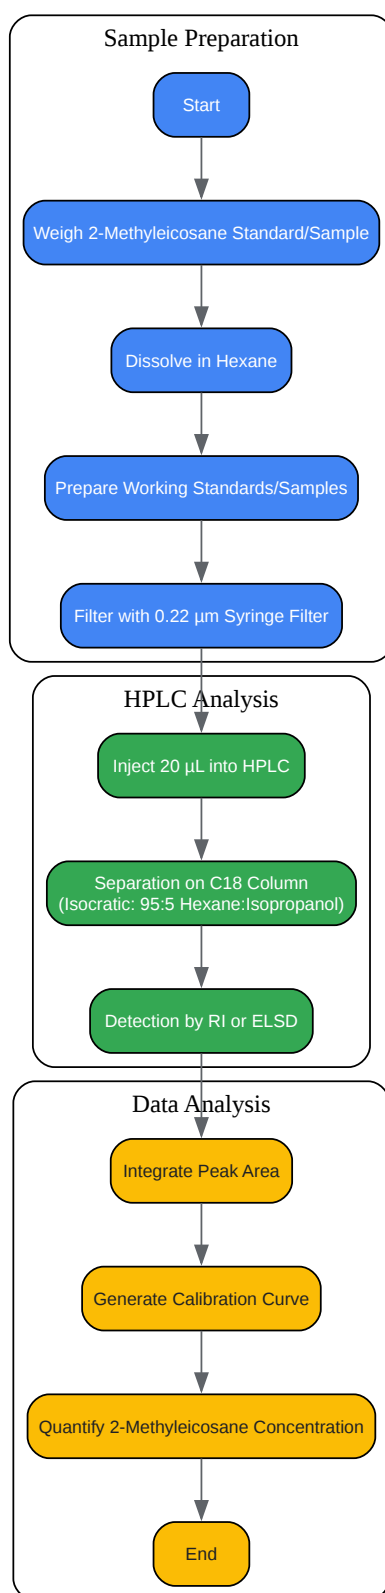 Sample Preparation
Start
Weigh 2-Methyleicosane Standard/Sample
Dissolve in Hexane
Prepare Working Standards/Samples
Filter with 0.22 µm Syringe Filter
HPLC Analysis
Inject 20 µL into HPLC
Separation on C18 Column
(Isocratic: 95:5 Hexane:Isopropanol)
Detection by RI or ELSD
Data Analysis
Integrate Peak Area
Generate Calibration Curve
Quantify 2-Methyleicosane Concentration
End